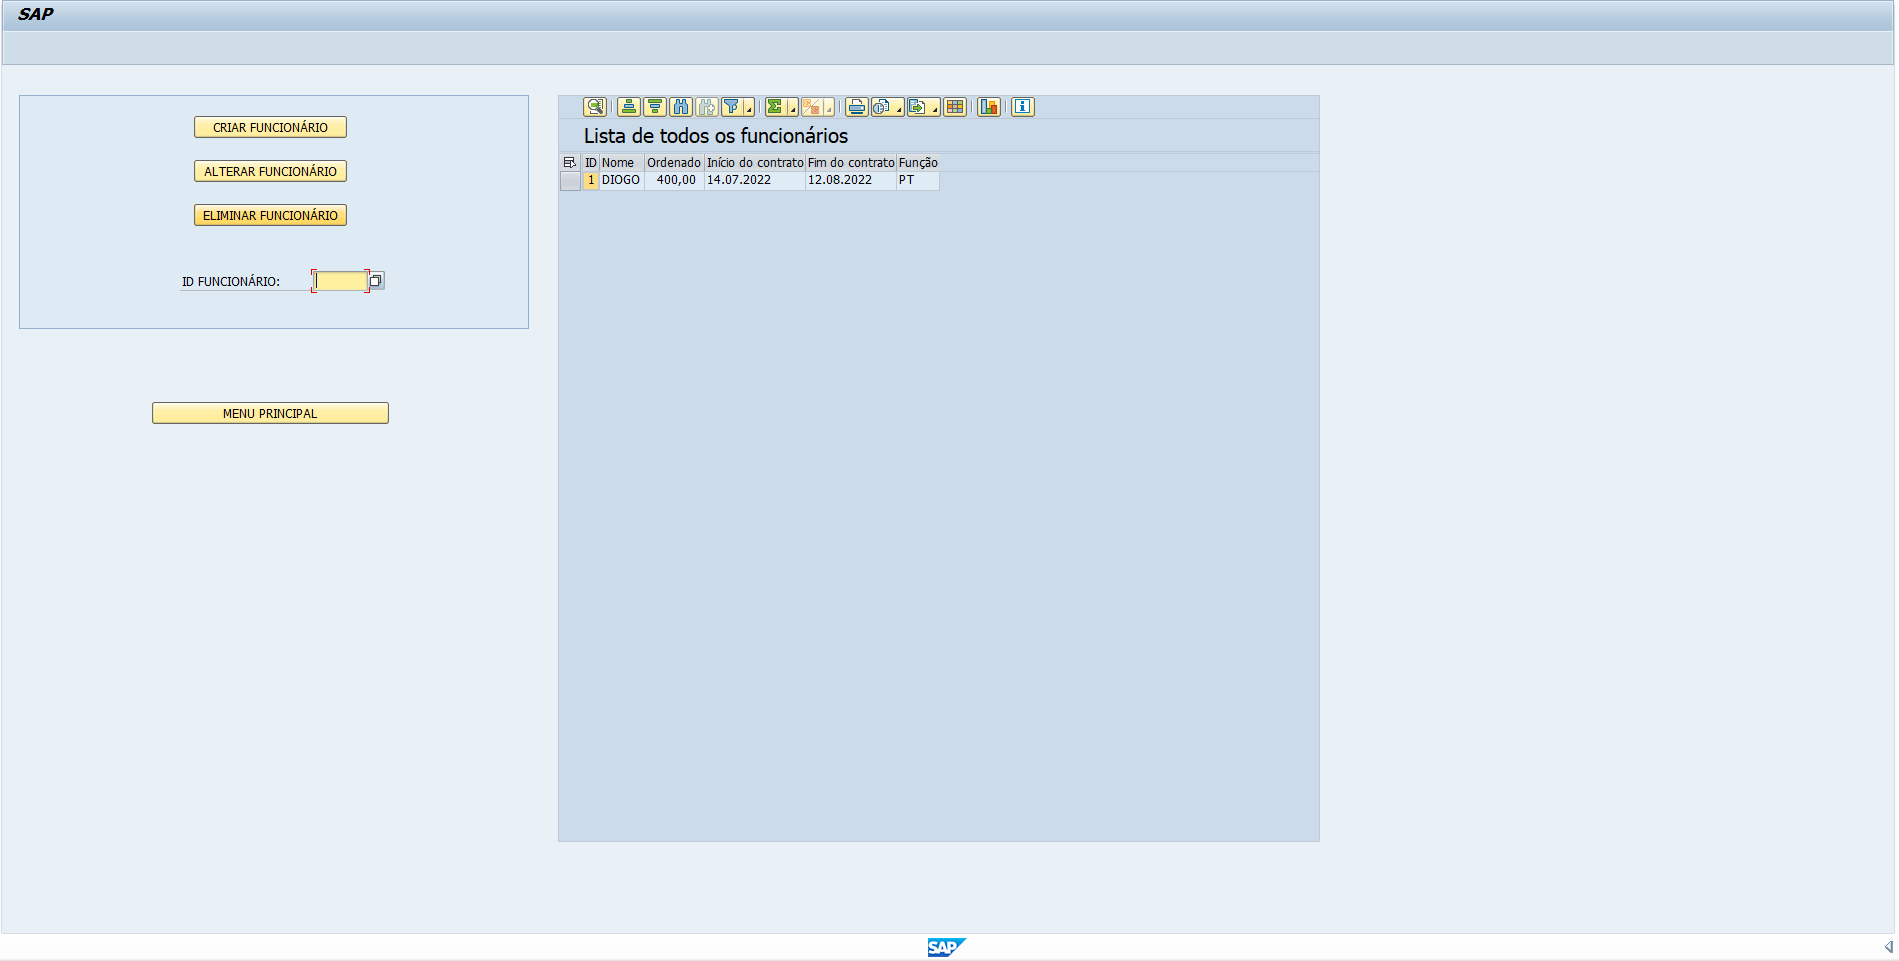 SAP
CRIAR FUNCIONÁRIO
ALTERAR FUNCIONÁRIO
ELIMINAR FUNCIONÁRIO
ID FUNCIONÁRIO:
MENU PRINCIPAL
Lista de todos os funcionários
ID Nome Ordenado Início do contrato Fim do contrato Função
1 DIOGO 400,00 14.07.2022 12.08.2022 PT
SAP